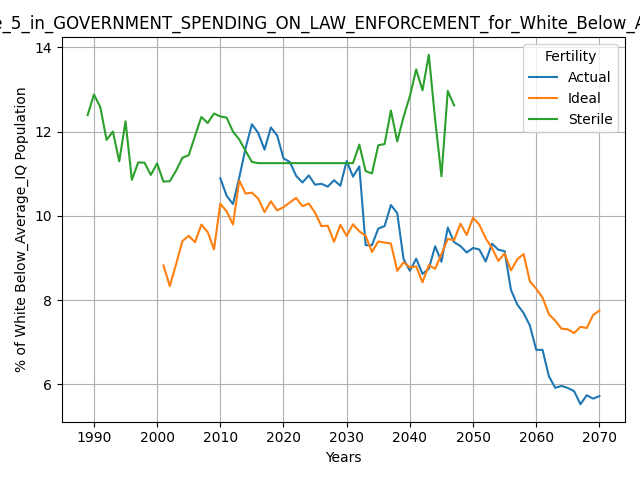 e_5_in_GOVERNMENT_SPENDING_ON_LAW_ENFORCEMENT_for_White_Below_A
14
12
10
8
6
% of White Below_Average_IQ Population
Fertility
Actual
Ideal
Sterile
1990 2000 2010 2020 2030 2040 2050 2060 2070
Years